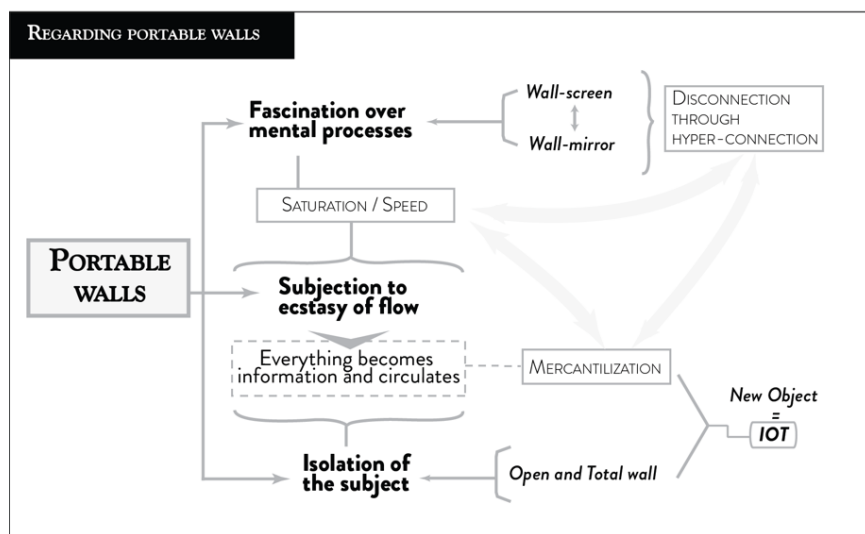 REGARDING PORTABLE WALLS
Fascination over
mental processes
Wall-screen
Wall-mirror
DISCONNECTION
THROUGH
HYPER-CONNECTION
SATURATION / SPEED
PORTABLE
WALLS
Subjection to
ecstasy of flow
Everything becomes
information and circulates
MERCANTILIZATION
New Object
=
IOT
Isolation of
the subject
Open and Total wall